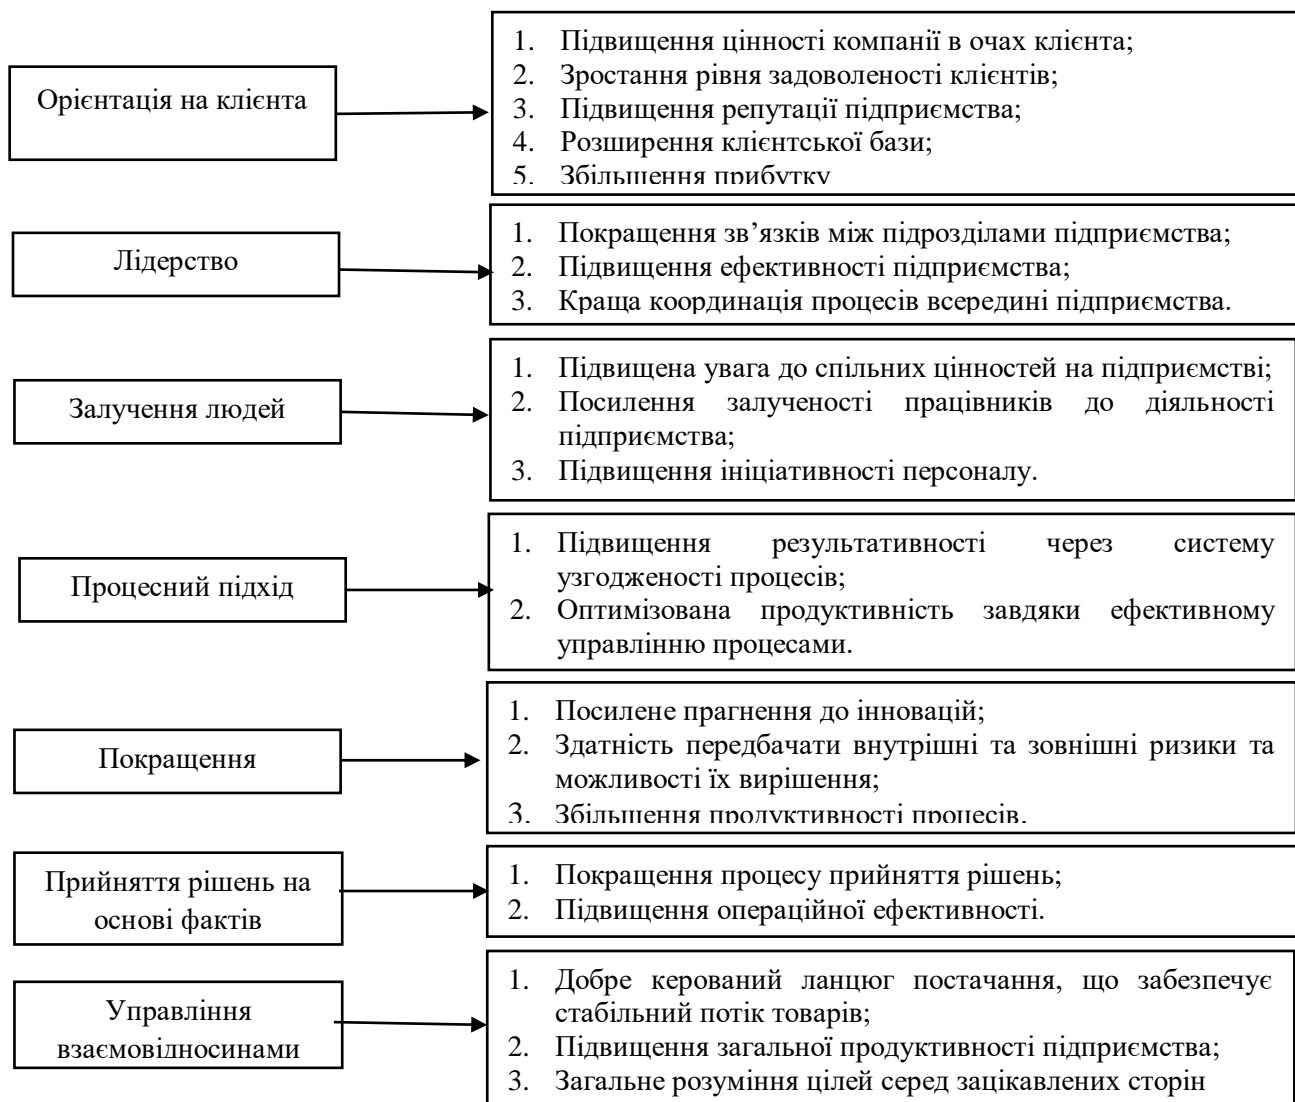 Орієнтація на клієнта
1. Підвищення цінності компанії в очах клієнта;
2. Зростання рівня задоволеності клієнтів;
3. Підвищення репутації підприємства;
4. Розширення клієнтської бази;
5. Збільшення прибутку
Лідерство
1. Покращення зв’язків між підрозділами підприємства;
2. Підвищення ефективності підприємства;
3. Краща координація процесів всередині підприємства.
Залучення людей
1. Підвищена увага до спільних цінностей на підприємстві;
2. Посилення залученості працівників до діяльності
підприємства;
3. Підвищення ініціативності персоналу.
Процесний підхід
1. Підвищення результативності через систему
узгодженості процесів;
2. Оптимізована продуктивність завдяки ефективному
управлінню процесами.
Покращення
1. Посилене прагнення до інновацій;
2. Здатність передбачати внутрішні та зовнішні ризики та
можливості їх вирішення;
3. Збільшення продуктивності процесів.
Прийняття рішень на
основі фактів
1. Покращення процесу прийняття рішень;
2. Підвищення операційної ефективності.
Управління
взаємовідносинами
1. Добре керований ланцюг постачання, що забезпечує
стабільний потік товарів;
2. Підвищення загальної продуктивності підприємства;
3. Загальне розуміння цілей серед зацікавлених сторін